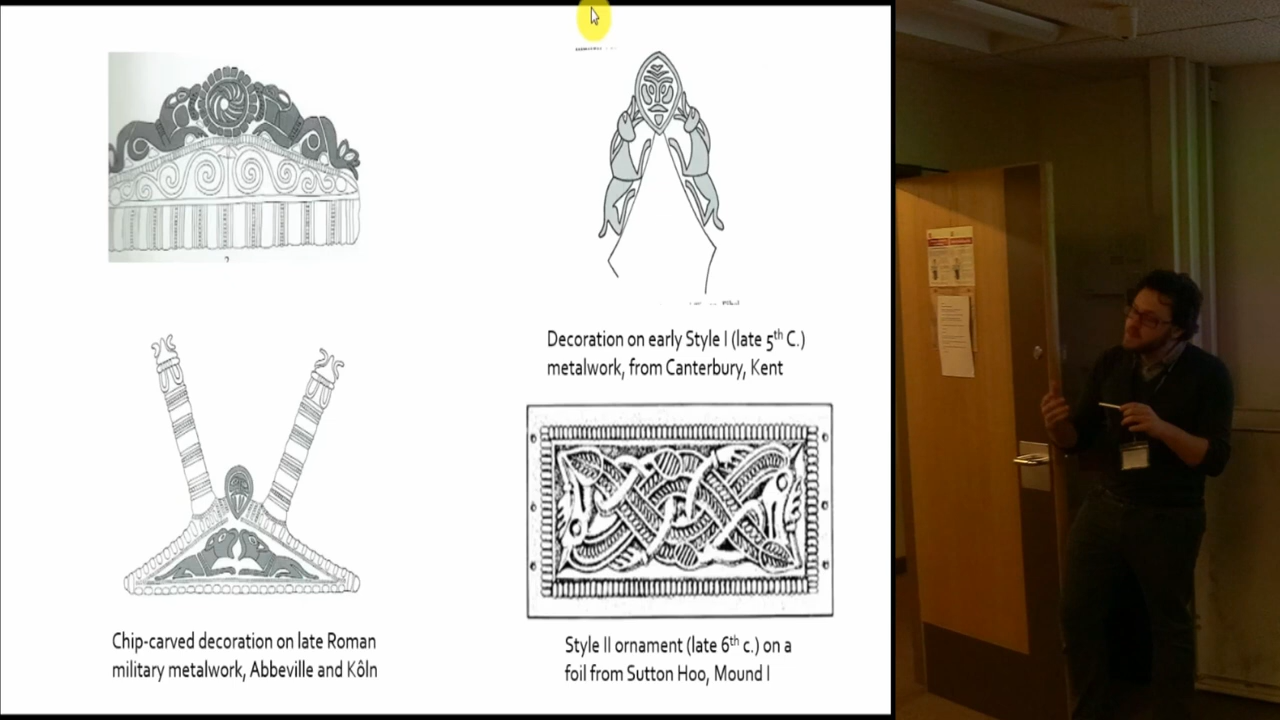 2
Decoration on early Style I (late 5th C.)
metalwork, from Canterbury, Kent
Chip-carved decoration on late Roman
military metalwork, Abbeville and Kôln
Style II ornament (late 6th c.) on a
foil from Sutton Hoo, Mound I